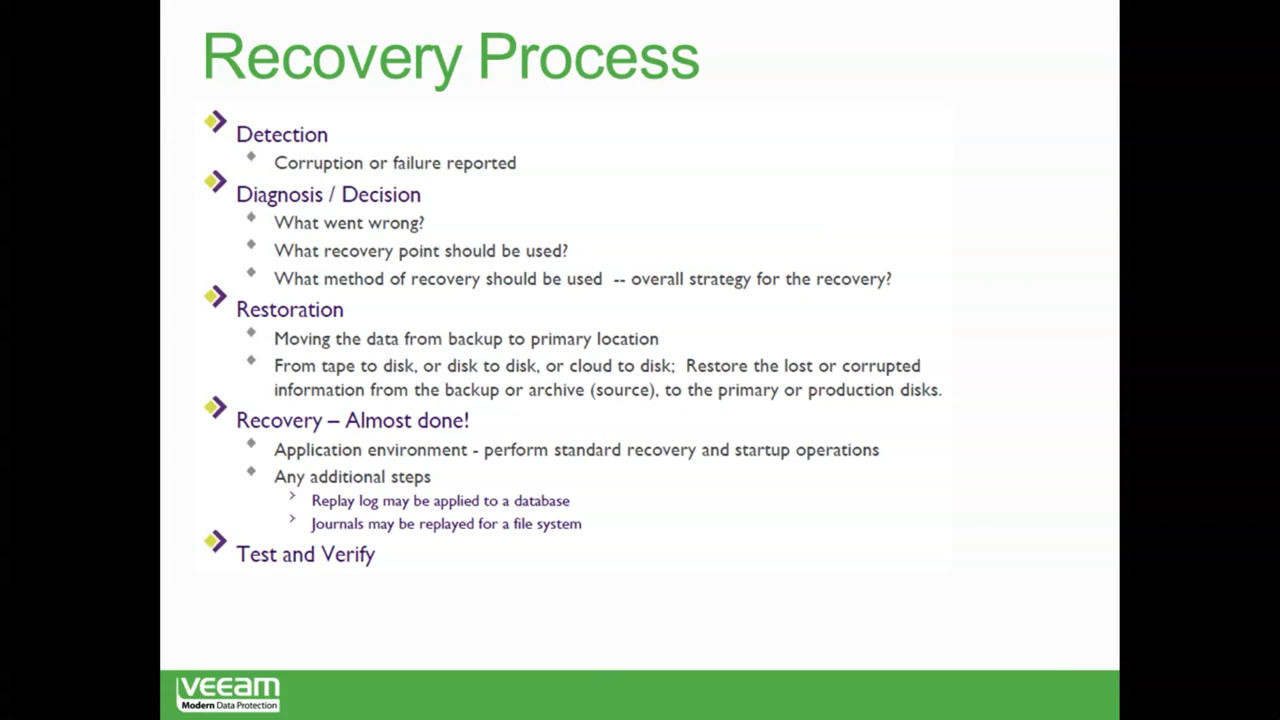 Recovery Process
Detection
Corruption or failure reported
Diagnosis / Decision
What went wrong?
What recovery point should be used?
What method of recovery should be used -- overall strategy for the recovery?
Restoration
Moving the data from backup to primary location
From tape to disk, or disk to disk, or cloud to disk; Restore the lost or corrupted
information from the backup or archive (source), to the primary or production disks.
Recovery – Almost done!
Application environment - perform standard recovery and startup operations
Any additional steps
Replay log may be applied to a database
Journals may be replayed for a file system
Test and Verify
veeam
Modern Data Protection